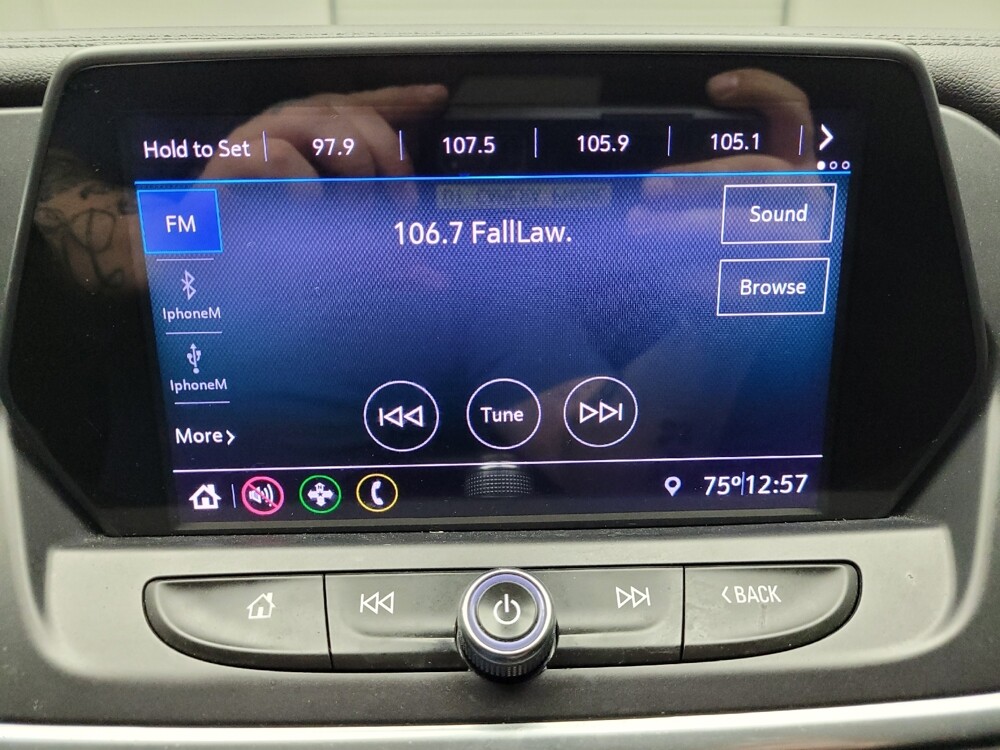 Hold to Set 97.9 107.5 105.9 105.1
FM
106.7 FallLaw.
Sound
IphoneM
Browse
IphoneM
More
Tune
75° 12:57
BACK